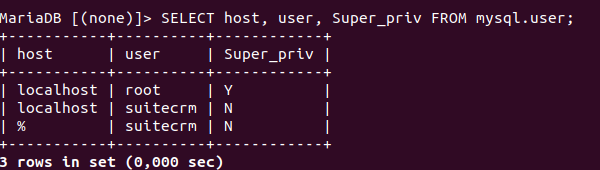 MariaDB [(none)]> SELECT host, user, Super_priv FROM mysql.user;
+-----------+----------+------------+
| host      | user     | Super_priv |
+-----------+----------+------------+
| localhost | root     | Y          |
| localhost | suitecrm | N          |
| %         | suitecrm | N          |
+-----------+----------+------------+
3 rows in set (0,000 sec)